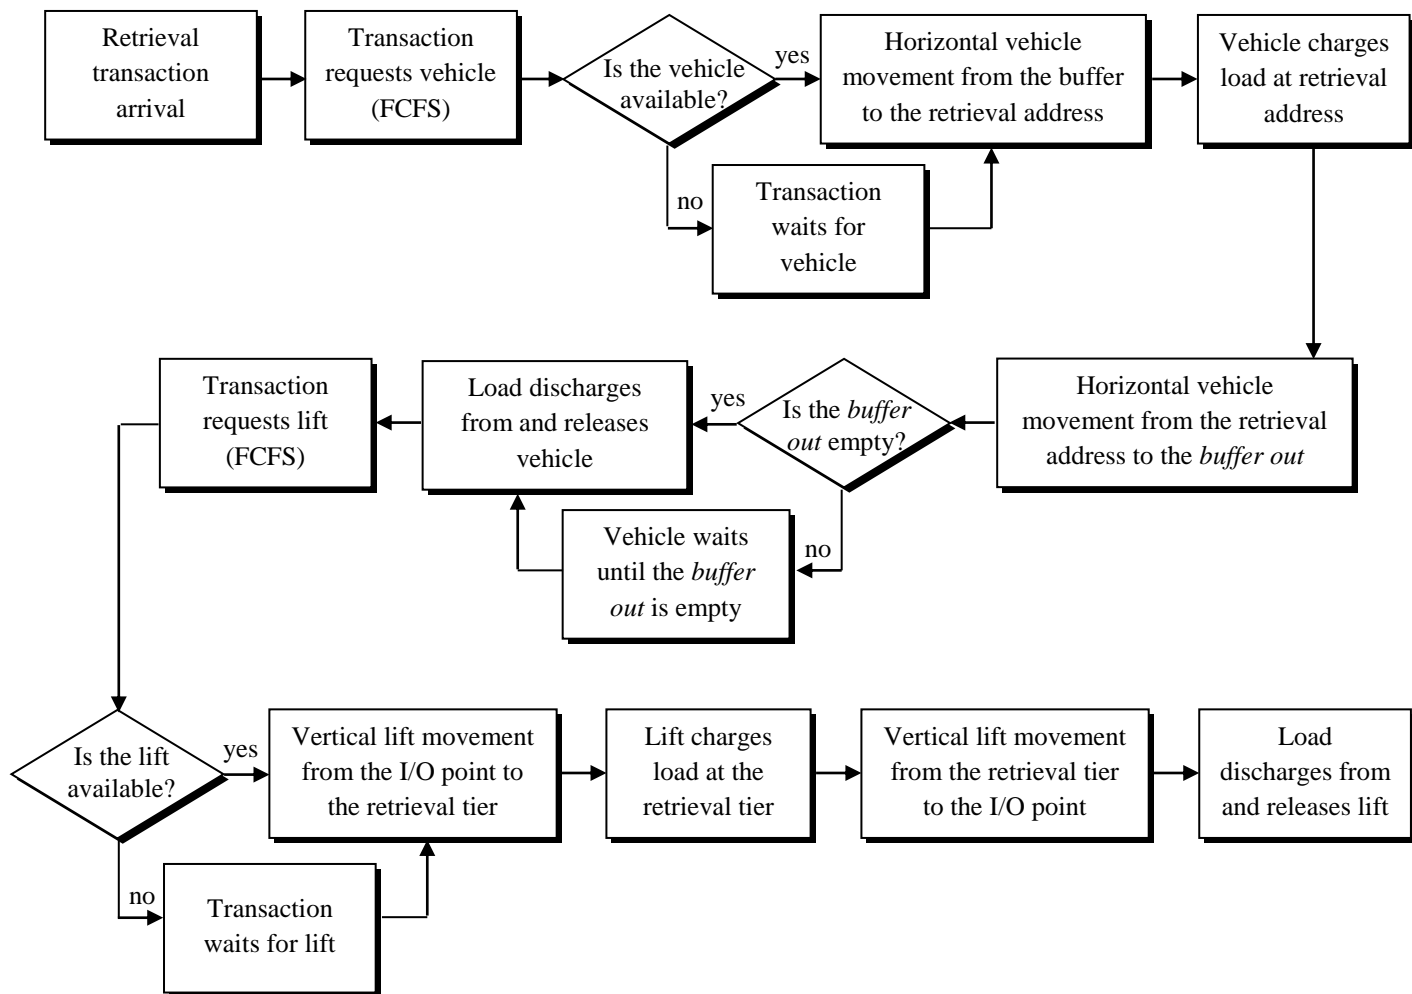 Retrieval
transaction
arrival
Transaction
requests vehicle
(FCFS)
Is the vehicle
available?
yes
Horizontal vehicle
movement from the buffer
to the retrieval address
Vehicle charges
load at retrieval
address
no
Transaction
waits for
vehicle
Horizontal vehicle
movement from the retrieval
address to the buffer out
Is the buffer
out empty?
yes
Load discharges
from and releases
vehicle
no
Vehicle waits
until the buffer
out is empty
Transaction
requests lift
(FCFS)
Is the lift
available?
yes
Vertical lift movement
from the I/O point to
the retrieval tier
Lift charges
load at the
retrieval tier
Vertical lift movement
from the retrieval tier
to the I/O point
Load
discharges from
and releases lift
no
Transaction
waits for lift